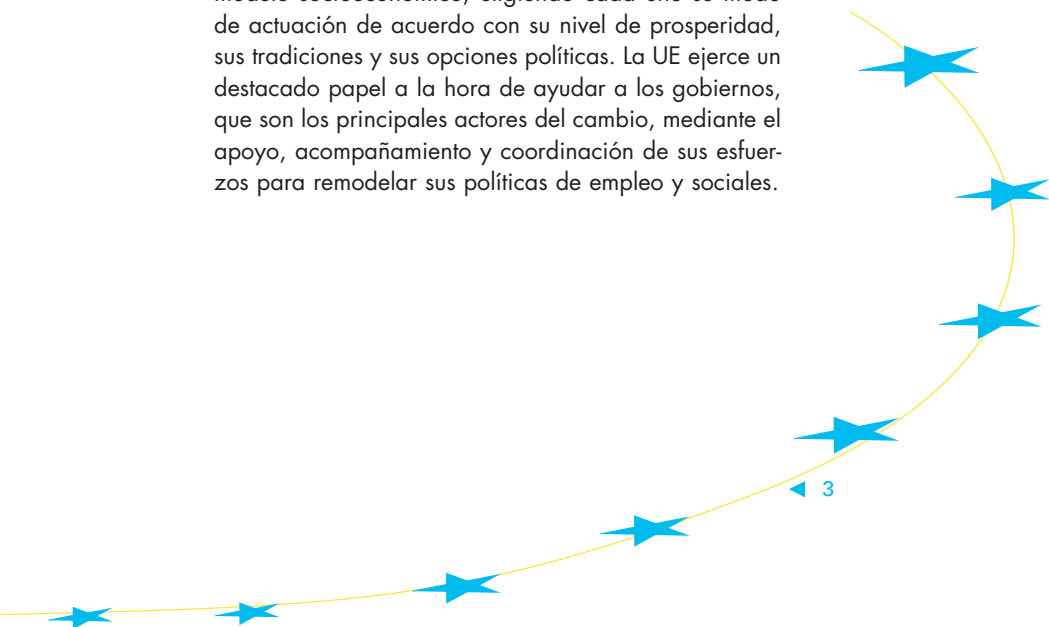 de actuación de acuerdo con su nivel de prosperidad,
sus tradiciones y sus opciones políticas. La UE ejerce un
destacado papel a la hora de ayudar a los gobiernos,
que son los principales actores del cambio, mediante el
apoyo, acompañamiento y coordinación de sus esfuer-
zos para remodelar sus políticas de empleo y sociales.
3